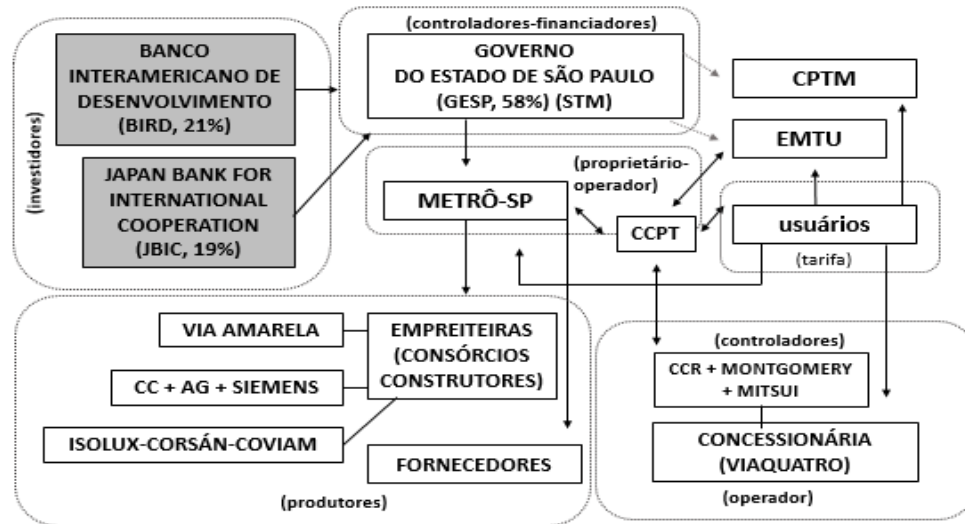 (controladores-financiadores)
BANCO
INTERAMERICANO DE
DESENVOLVIMENTO
(BIRD, 21%)
GOVERNO
DO ESTADO DE SÃO PAULO
(GESP, 58%) (STM)
CPTM
EMTU
(investidores)
JAPAN BANK FOR
INTERNATIONAL
COOPERATION
(JBIC, 19%)
(proprietário-
operador)
METRÔ-SP
CCPT
usuários
(tarifa)
VIA AMARELA
EMPREITEIRAS
(CONSÓRCIOS
CONSTRUTORES)
CC + AG + SIEMENS
ISOLUX-CORSÁN-COVIAM
FORNECEDORES
(produtores)
(controladores)
CCR + MONTGOMERY
+ MITSUI
CONCESSIONÁRIA
(VIAQUATRO)
(operador)